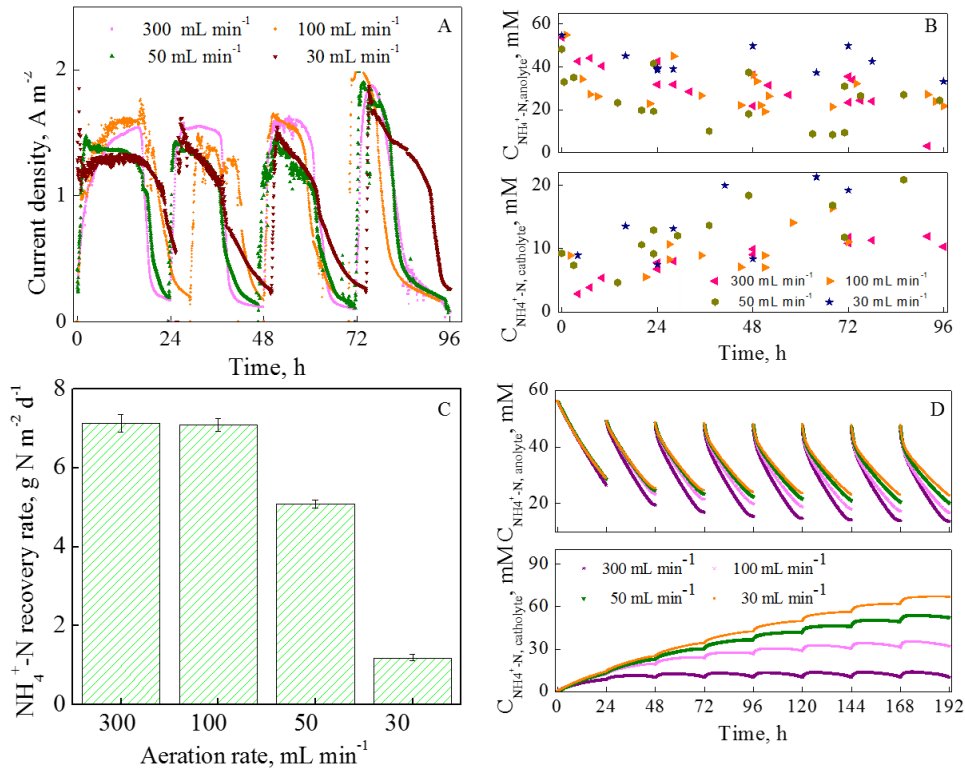 A
300 mL min⁻¹ 100 mL min⁻¹
50 mL min⁻¹ 30 mL min⁻¹
Current density, A m⁻²
2
1
0
0 24 48 72 96
Time, h
B
C NH₄⁺-N,anolyte, mM
60
40
20
0
C NH₄⁺-N, catholyte, mM
20
10
0
300 mL min⁻¹ 100 mL min⁻¹
50 mL min⁻¹ 30 mL min⁻¹
0 24 48 72 96
Time, h
C
NH₄⁺-N recovery rate, g N m⁻² d⁻¹
8
6
4
2
0
300 100 50 30
Aeration rate, mL min⁻¹
D
C NH4⁺-N, anolyte, mM
60
40
20
C NH4⁺-N, catholyte, mM
90
60
30
0
300 mL min⁻¹ 100 mL min⁻¹
50 mL min⁻¹ 30 mL min⁻¹
0 24 48 72 96 120 144 168 192
Time, h